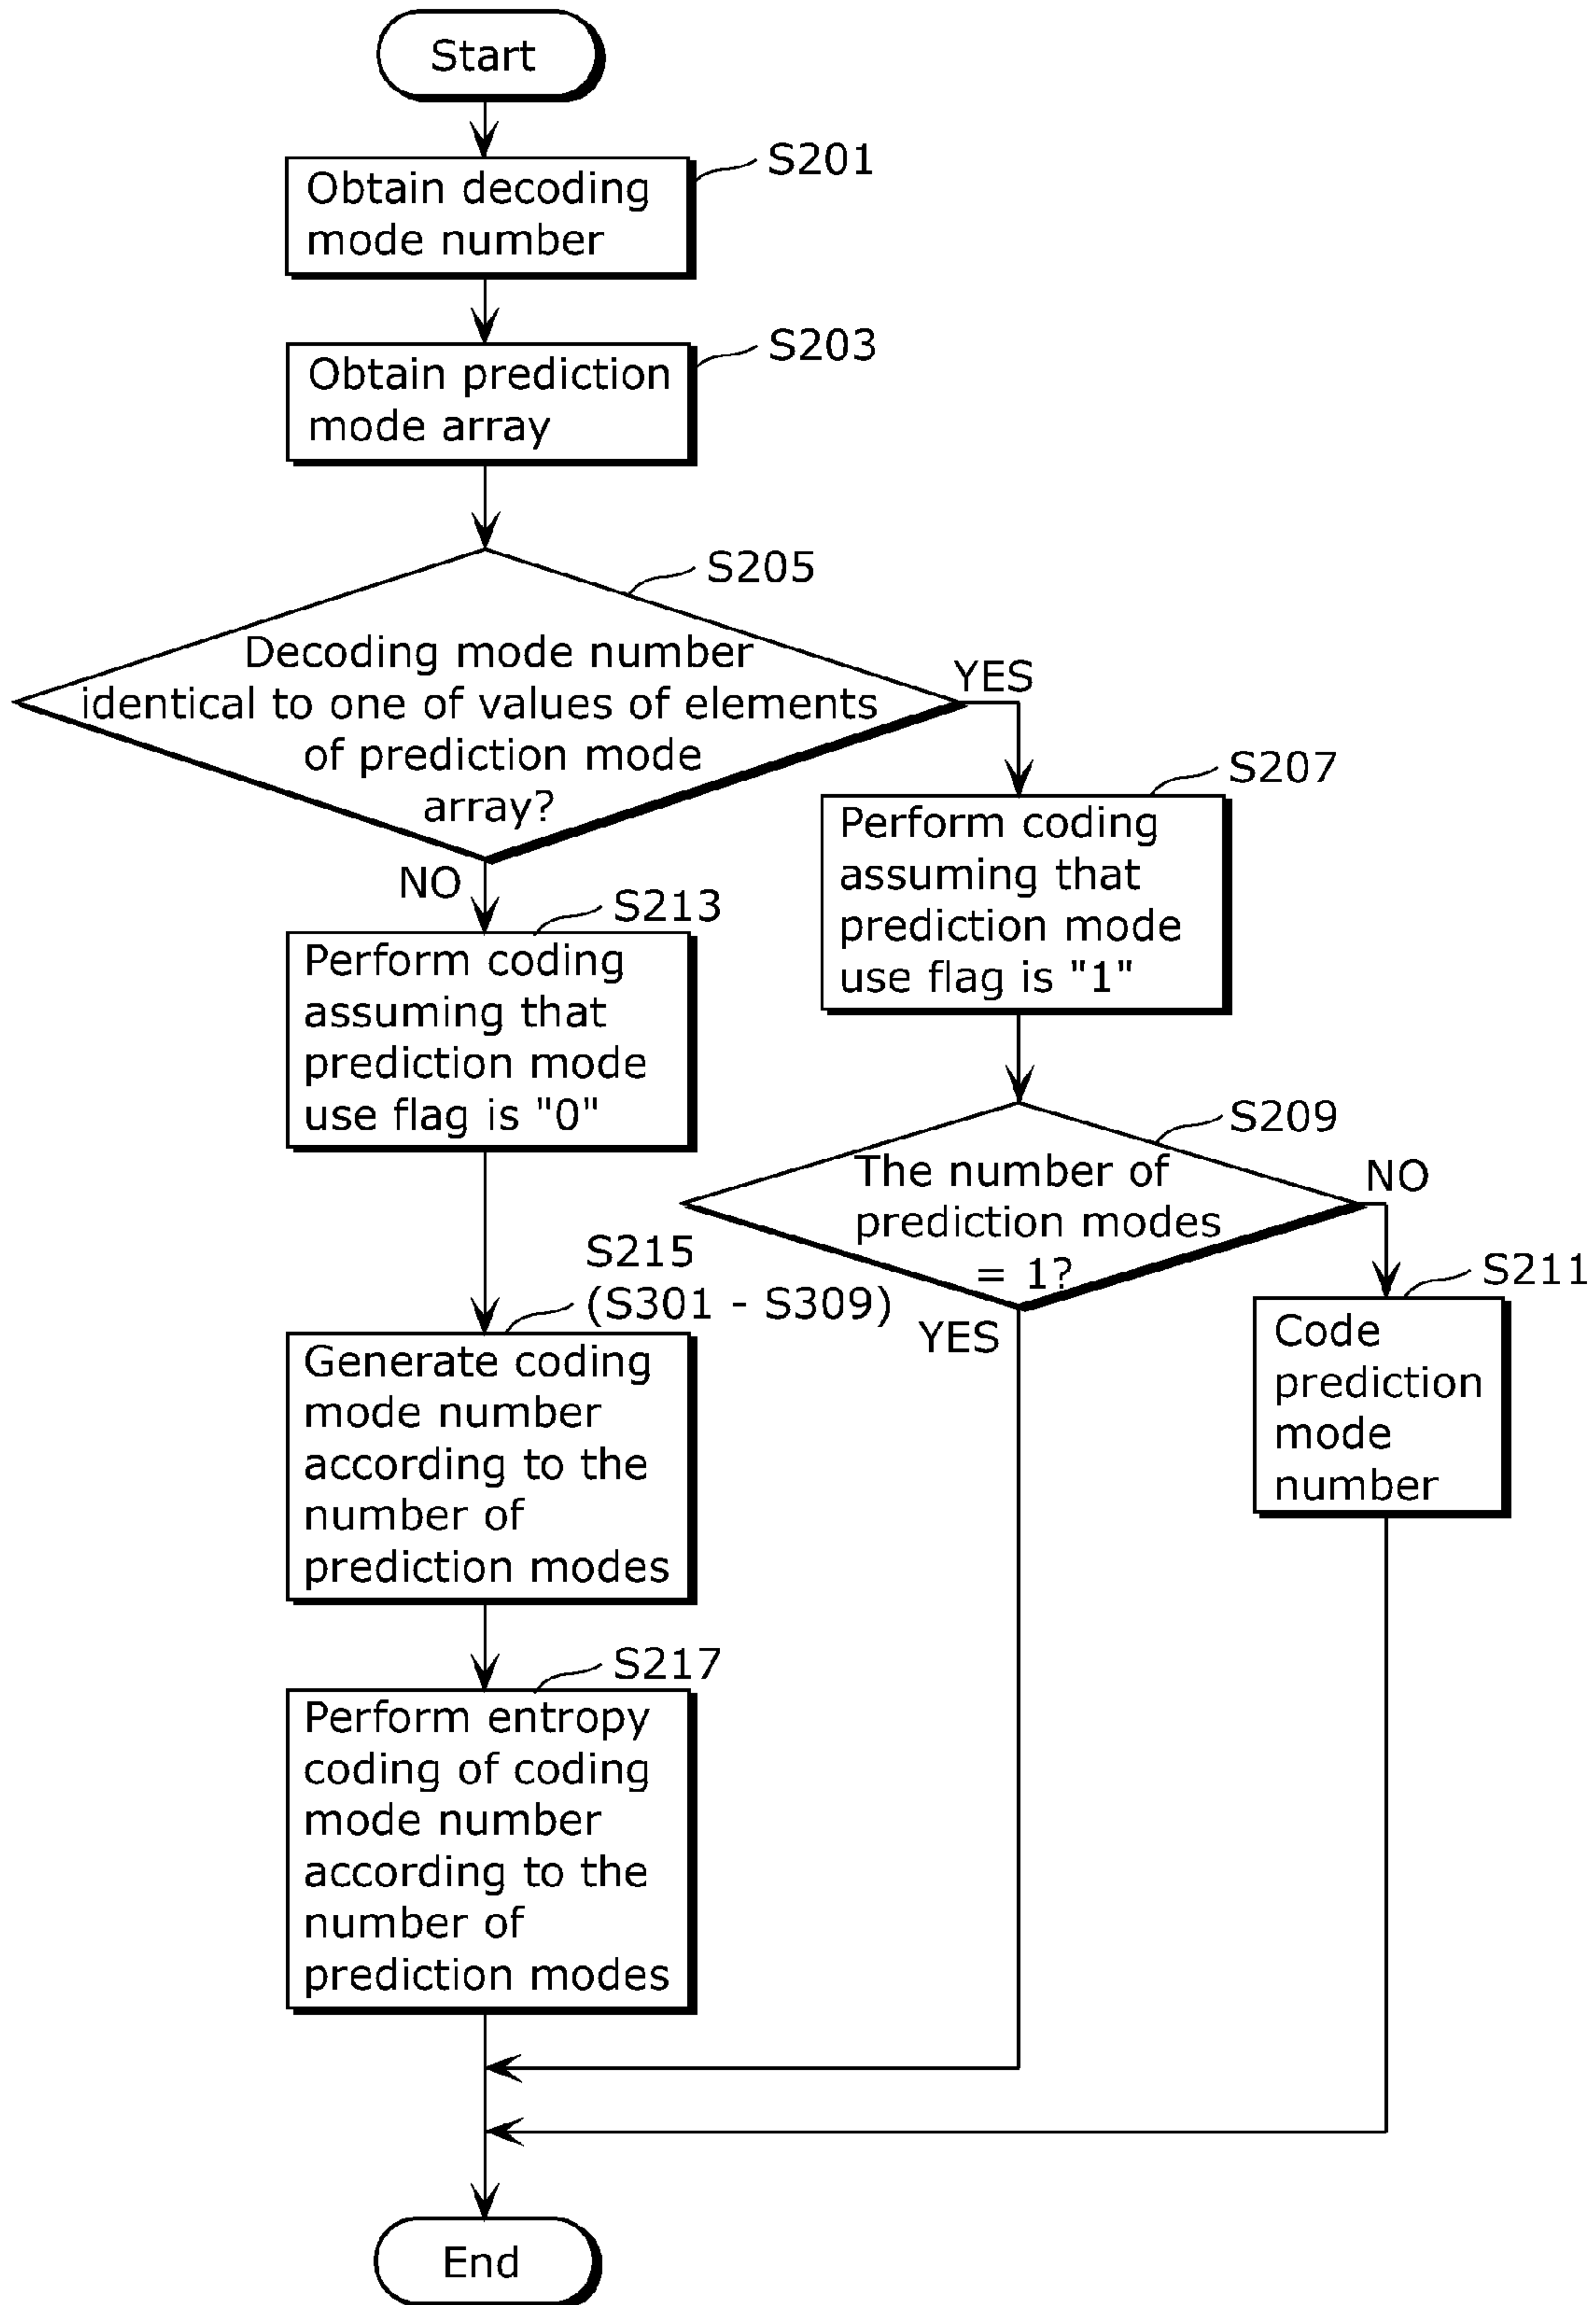 Start
S201
Obtain decoding
mode number
S203
Obtain prediction
mode array
S205
Decoding mode number
identical to one of values of elements
of prediction mode
array?
YES
NO
S207
Perform coding
assuming that
prediction mode
use flag is "1"
S213
Perform coding
assuming that
prediction mode
use flag is "0"
S209
The number of
prediction modes
= 1?
NO
YES
S211
Code
prediction
mode
number
S215
(S301 - S309)
Generate coding
mode number
according to the
number of
prediction modes
S217
Perform entropy
coding of coding
mode number
according to the
number of
prediction modes
End